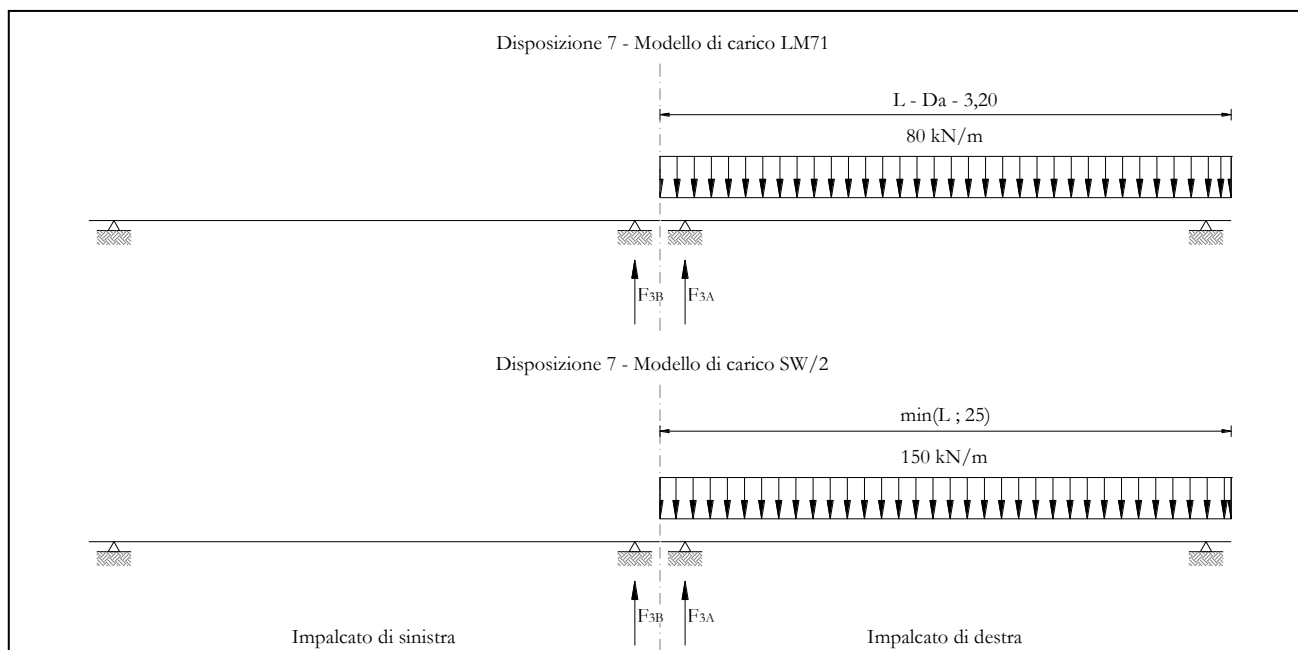 Disposizione 7 - Modello di carico LM71
L - Da - 3,20
80 kN/m
F3B
F3A
Disposizione 7 - Modello di carico SW/2
min(L ; 25)
150 kN/m
F3B
F3A
Impalcato di sinistra
Impalcato di destra